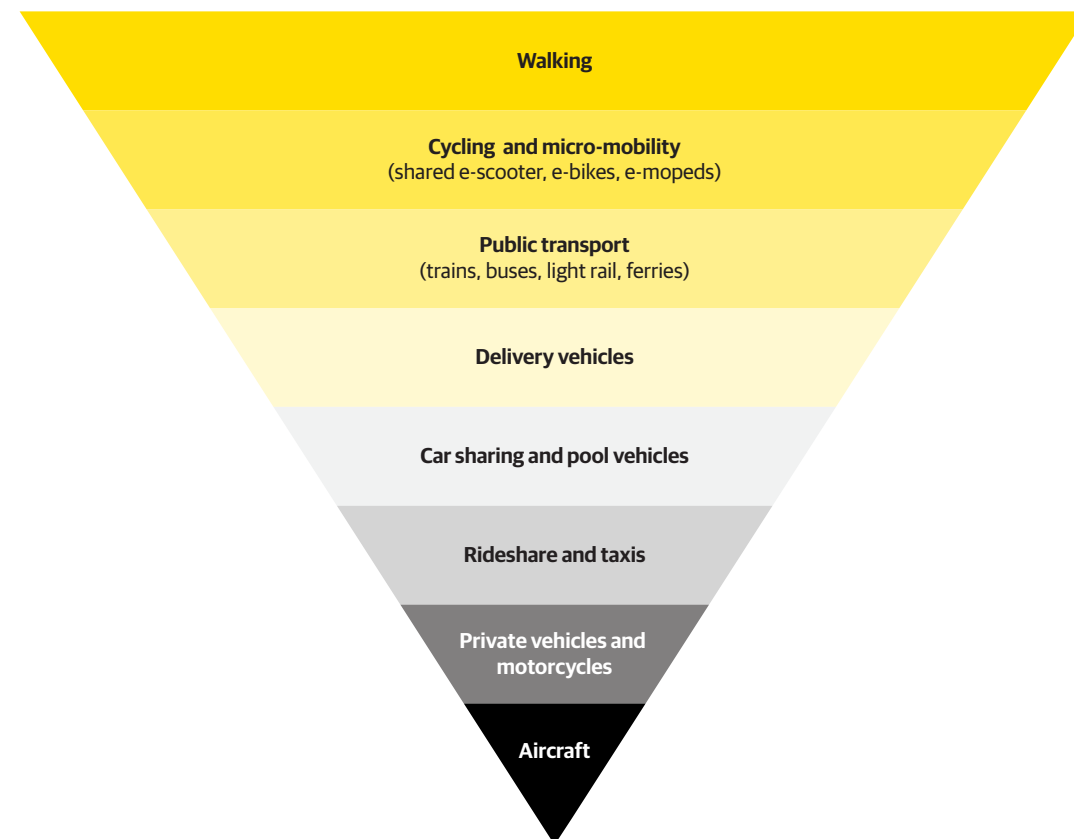 Walking
Cycling and micro-mobility
(shared e-scooter, e-bikes, e-mopeds)
Public transport
(trains, buses, light rail, ferries)
Delivery vehicles
Car sharing and pool vehicles
Rideshare and taxis
Private vehicles and
motorcycles
Aircraft